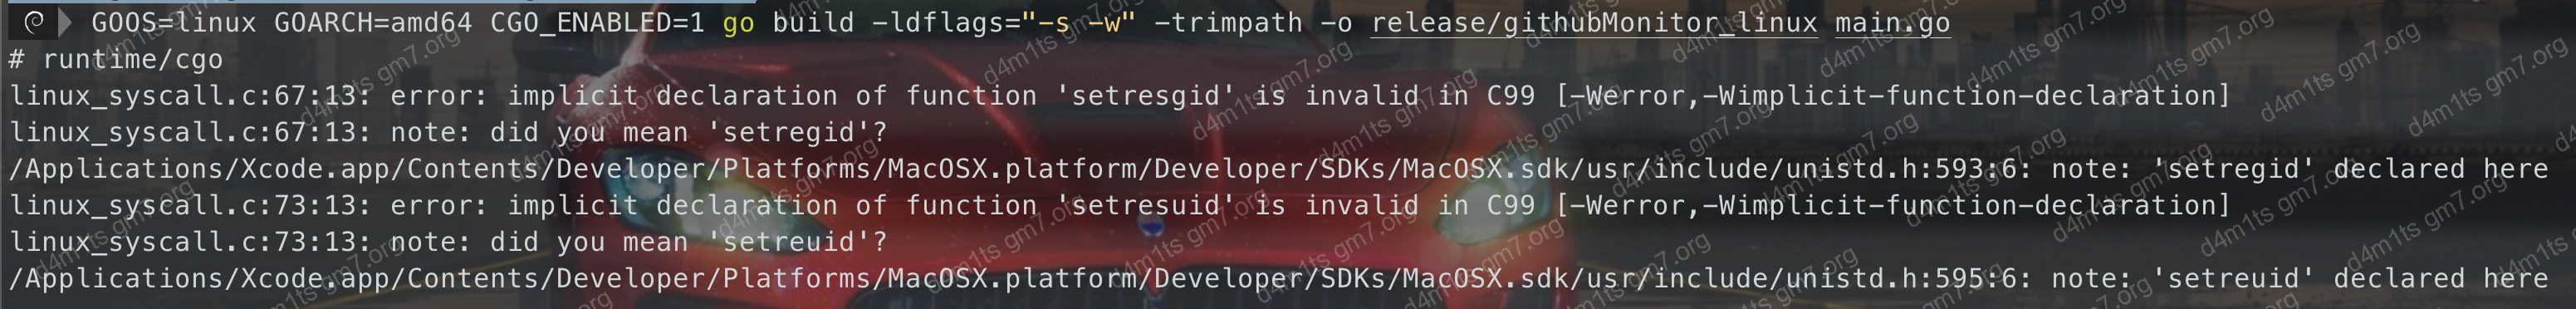 GOOS=linux GOARCH=amd64 CGO_ENABLED=1 go build -ldflags="-s -w" -trimpath -o release/githubMonitor_linux main.go
# runtime/cgo
linux_syscall.c:67:13: error: implicit declaration of function 'setresgid' is invalid in C99 [-Werror,-Wimplicit-function-declaration]
linux_syscall.c:67:13: note: did you mean 'setregid'?
/Applications/Xcode.app/Contents/Developer/Platforms/MacOSX.platform/Developer/SDKs/MacOSX.sdk/usr/include/unistd.h:593:6: note: 'setregid' declared here
linux_syscall.c:73:13: error: implicit declaration of function 'setresuid' is invalid in C99 [-Werror,-Wimplicit-function-declaration]
linux_syscall.c:73:13: note: did you mean 'setreuid'?
/Applications/Xcode.app/Contents/Developer/Platforms/MacOSX.platform/Developer/SDKs/MacOSX.sdk/usr/include/unistd.h:595:6: note: 'setreuid' declared here
d4m1ts gm7.org